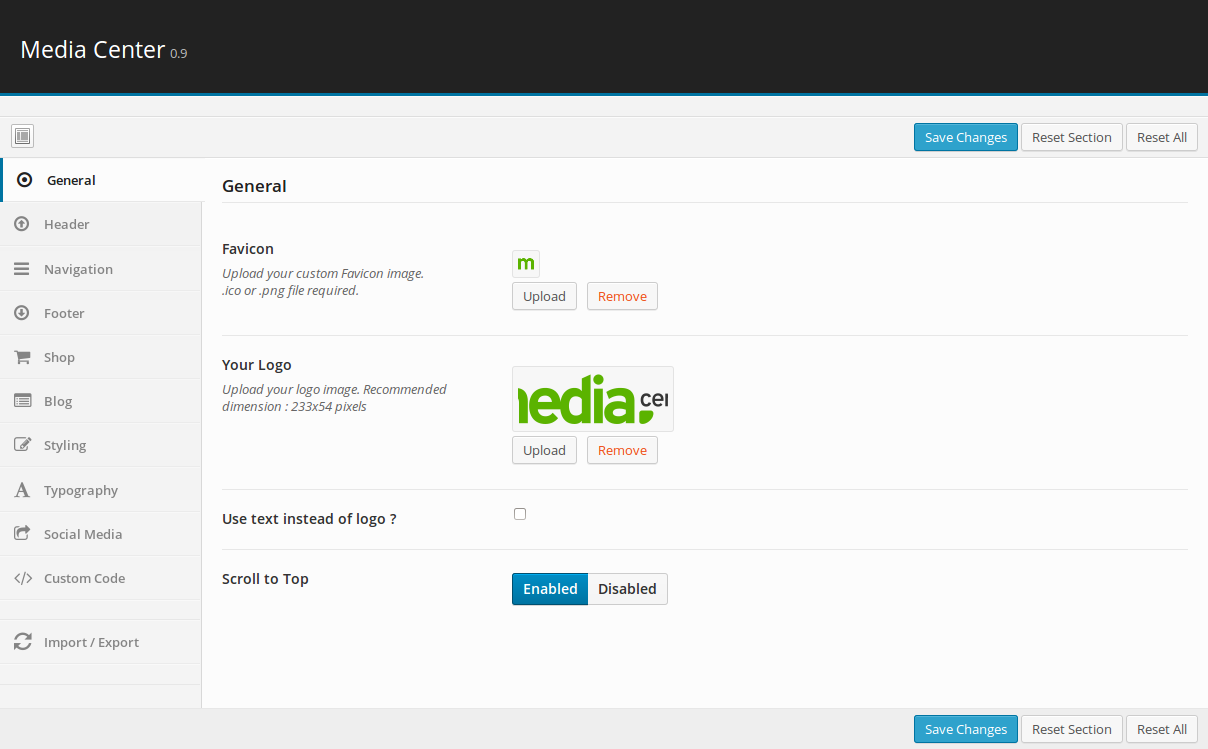 Media Center 0.9
Save Changes Reset Section Reset All
General
Header
Navigation
Footer
Shop
Blog
Styling
Typography
Social Media
Custom Code
Import / Export
General
Favicon
Upload your custom Favicon image.
.ico or .png file required.
m
Upload Remove
Your Logo
Upload your logo image. Recommended
dimension : 233x54 pixels
media cer
Upload Remove
Use text instead of logo ?
Scroll to Top
Enabled Disabled
Save Changes Reset Section Reset All